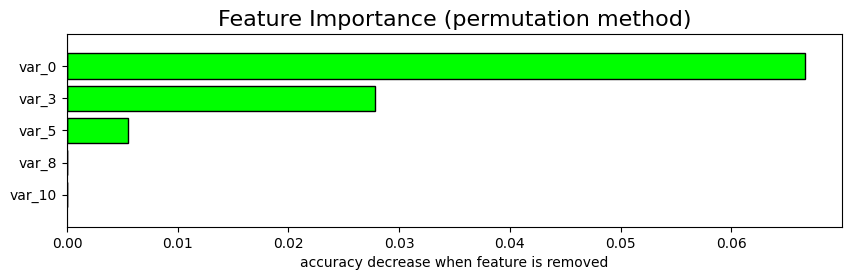 Feature Importance (permutation method)
var_0
var_3
var_5
var_8
var_10
0.00 0.01 0.02 0.03 0.04 0.05 0.06
accuracy decrease when feature is removed